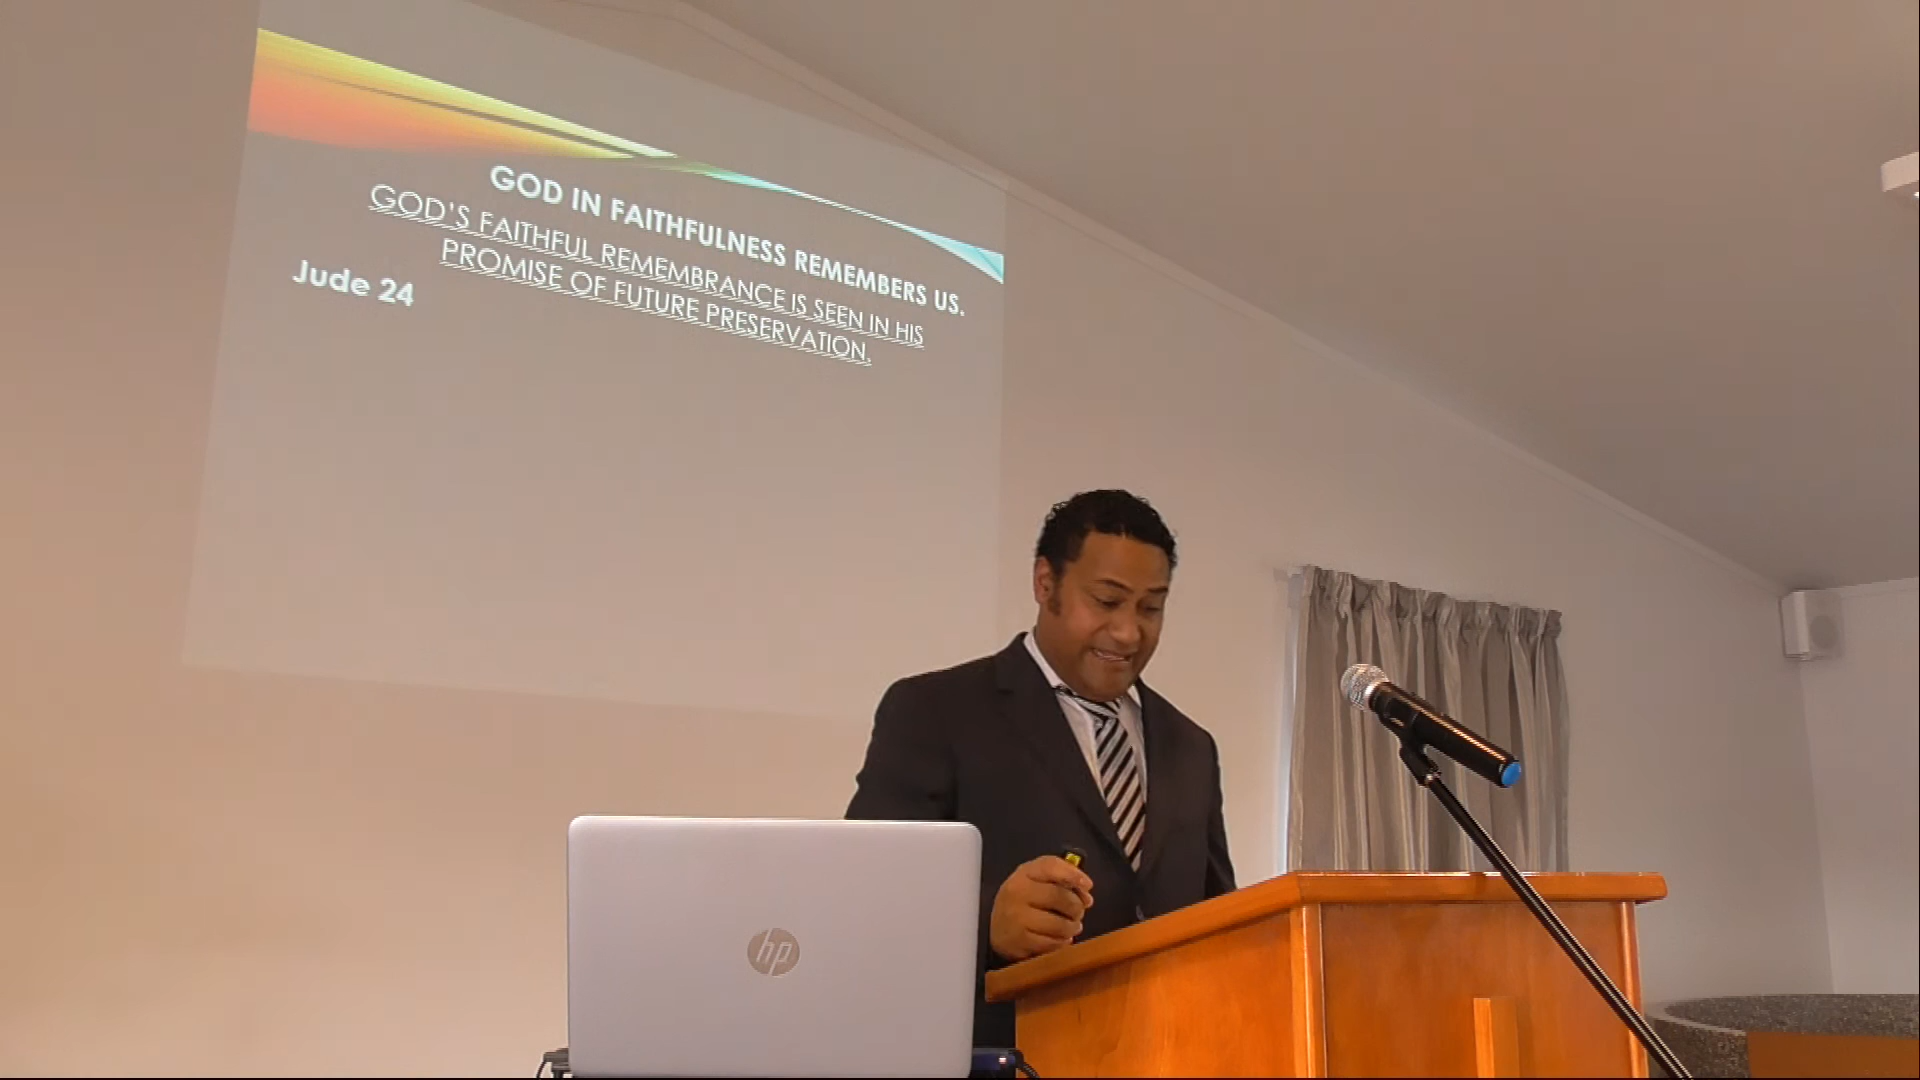 GOD IN FAITHFULNESS REMEMBERS US.
GOD'S FAITHFUL REMEMBRANCE IS SEEN IN HIS
PROMISE OF FUTURE PRESERVATION.
Jude 24
hp